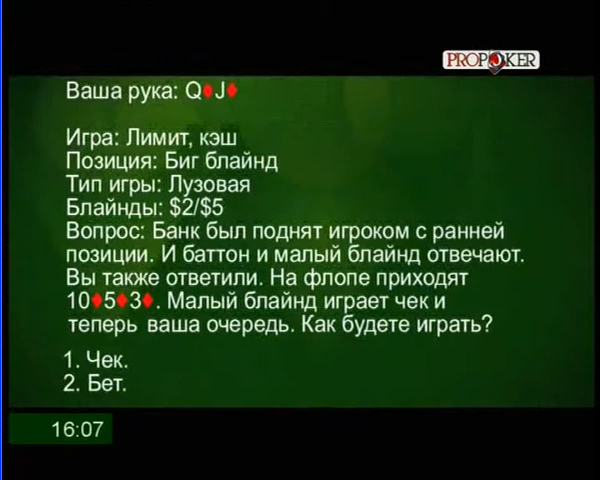 PROPOKER
Ваша рука: Q♦J♦
Игра: Лимит, кэш
Позиция: Биг блайнд
Тип игры: Лузовая
Блайнды: $2/$5
Вопрос: Банк был поднят игроком с ранней
позиции. И баттон и малый блайнд отвечают.
Вы также ответили. На флопе приходят
10♦5♦3♦. Малый блайнд играет чек и
теперь ваша очередь. Как будете играть?
1. Чек.
2. Бет.
16:07